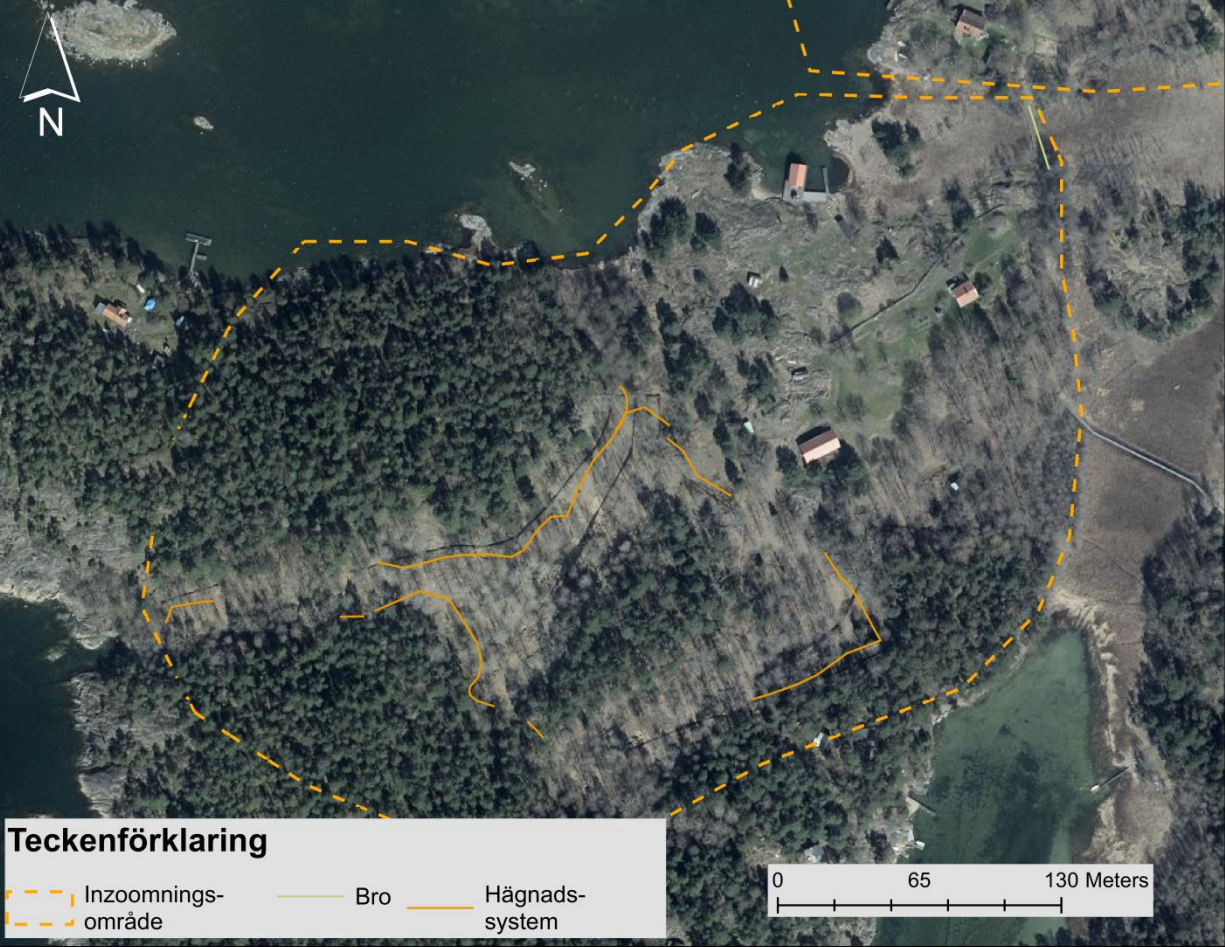 N
Teckenförklaring
Inzoomnings-
område
Bro
Hägnads-
system
0 65 130 Meters